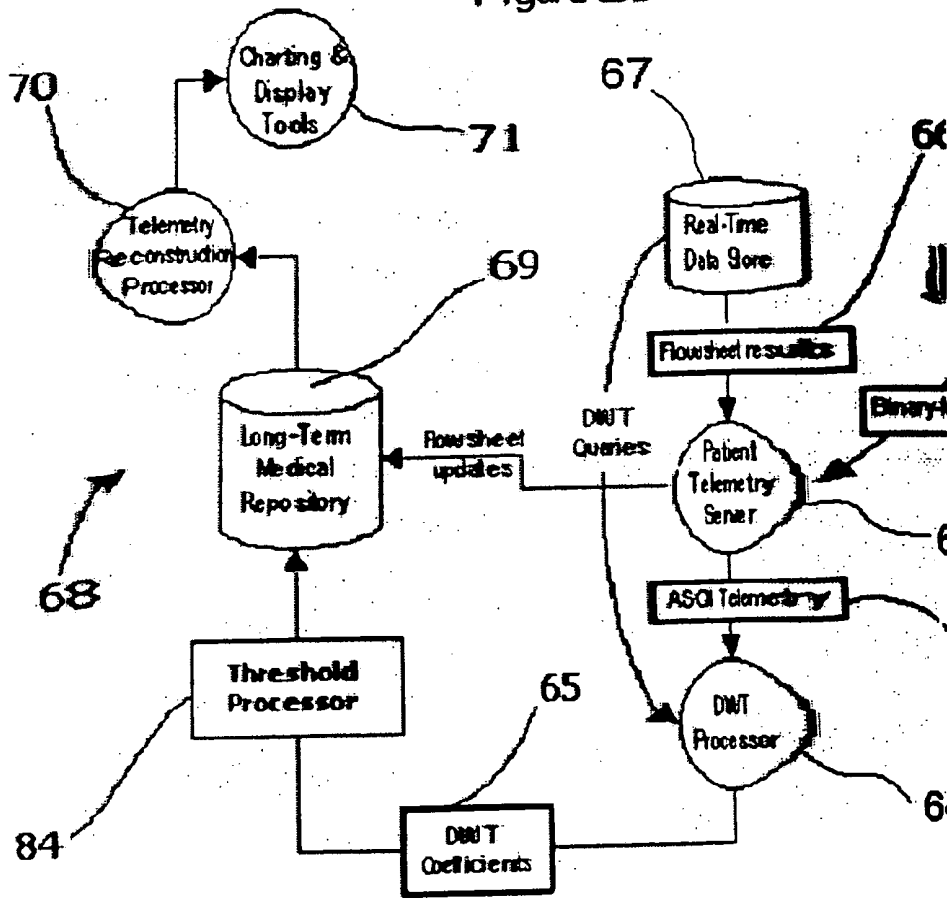 Charting &
Display
Tools
70
71
67
Telemetry
Reconstruction
Processor
Real-Time
Data Store
69
Flowsheet results
Long-Term
Medical
Repository
Flowsheet
updates
DWT
Queries
Patient
Telemetry
Server
68
ASCII Telemetry
Threshold
Processor
65
DWT
Processor
84
DWT
Coefficients